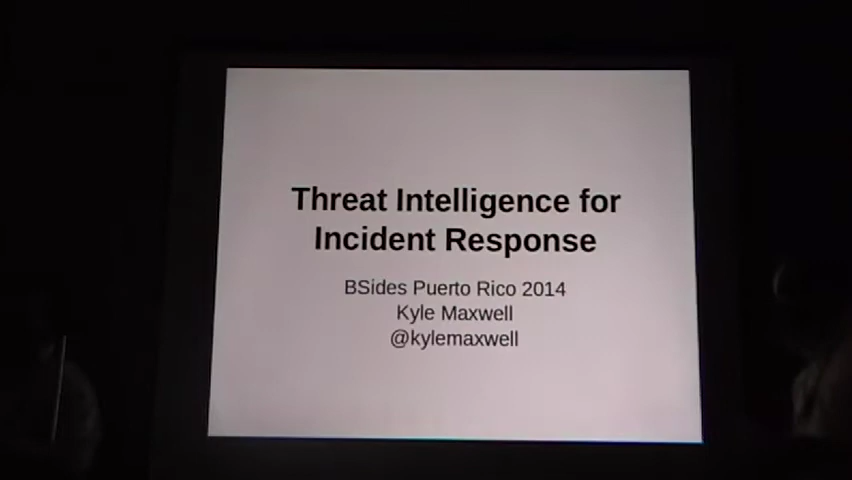 Threat Intelligence for
Incident Response
BSides Puerto Rico 2014
Kyle Maxwell
@kylemaxwell